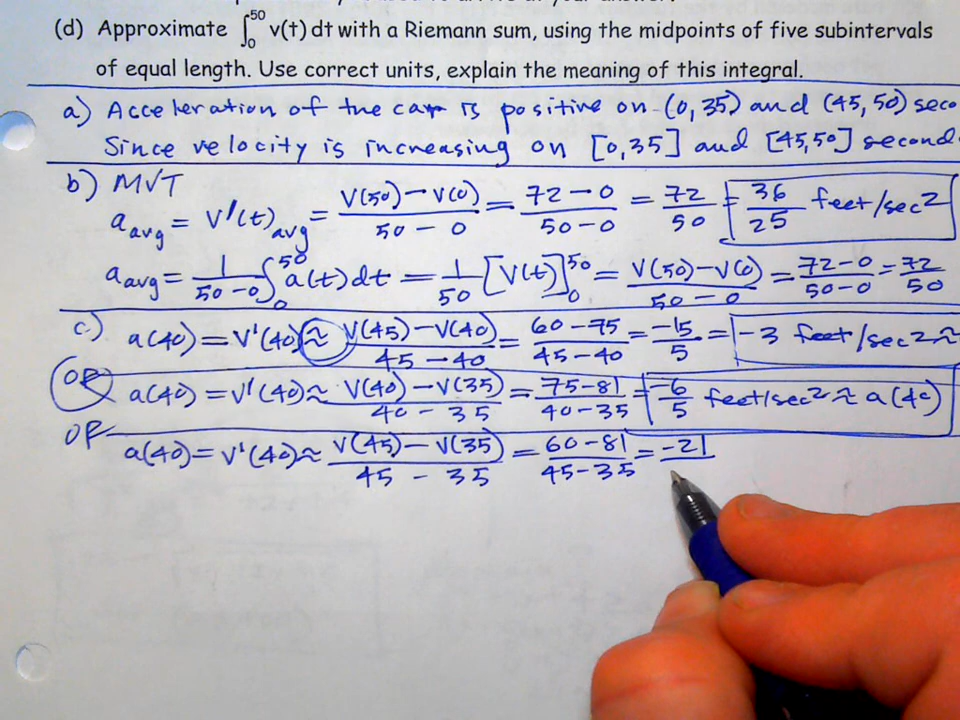 (d) Approximate ∫₀⁵⁰ v(t) dt with a Riemann sum, using the midpoints of five subintervals
of equal length. Use correct units, explain the meaning of this integral.
a) Acceleration of the car is positive on (0, 35) and (45, 50) seco
Since velocity is increasing on [0,35] and [45,50] second
b) MVT
a_avg = V'(t)_avg = (V(50) - V(0))/(50 - 0) = (72 - 0)/(50 - 0) = 72/50 = 36/25 feet/sec²
a_avg = 1/(50 - 0) ∫₀⁵⁰ a(t)dt = 1/50 [V(t)]₀⁵⁰ = (V(50) - V(0))/(50 - 0) = (72 - 0)/(50 - 0) = 72/50
c) a(40) = V'(40) ≈ (V(45) - V(40))/(45 - 40) = (60 - 75)/(45 - 40) = -15/5 = -3 feet/sec² ≈
OR a(40) = V'(40) ≈ (V(40) - V(35))/(40 - 35) = (75 - 81)/(40 - 35) = -6/5 feet/sec² ≈ a(40)
OR a(40) = V'(40) ≈ (V(45) - V(35))/(45 - 35) = (60 - 81)/(45 - 35) = -21